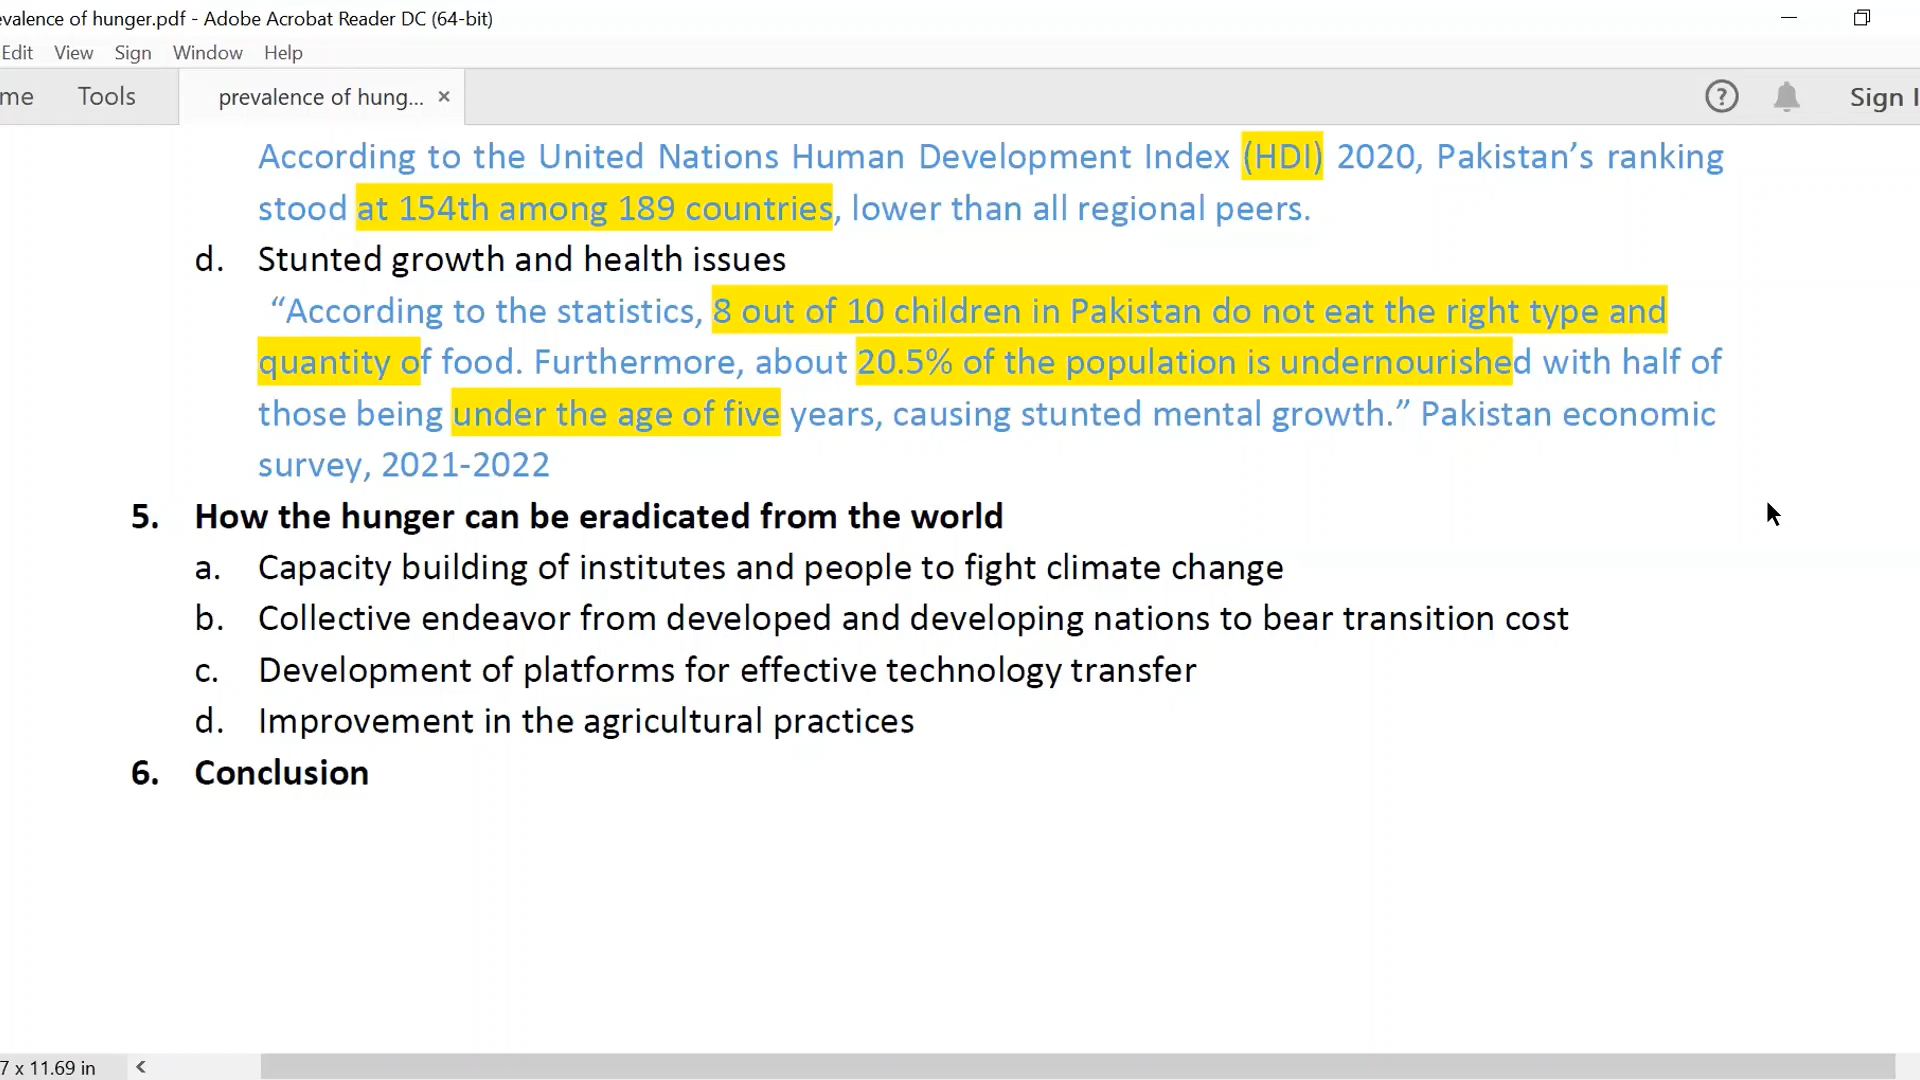 evalence of hunger.pdf - Adobe Acrobat Reader DC (64-bit)
Edit View Sign Window Help
me Tools prevalence of hung... × Sign I
According to the United Nations Human Development Index (HDI) 2020, Pakistan’s ranking
stood at 154th among 189 countries, lower than all regional peers.
d. Stunted growth and health issues
“According to the statistics, 8 out of 10 children in Pakistan do not eat the right type and
quantity of food. Furthermore, about 20.5% of the population is undernourished with half of
those being under the age of five years, causing stunted mental growth.” Pakistan economic
survey, 2021-2022
5. How the hunger can be eradicated from the world
a. Capacity building of institutes and people to fight climate change
b. Collective endeavor from developed and developing nations to bear transition cost
c. Development of platforms for effective technology transfer
d. Improvement in the agricultural practices
6. Conclusion
7 x 11.69 in